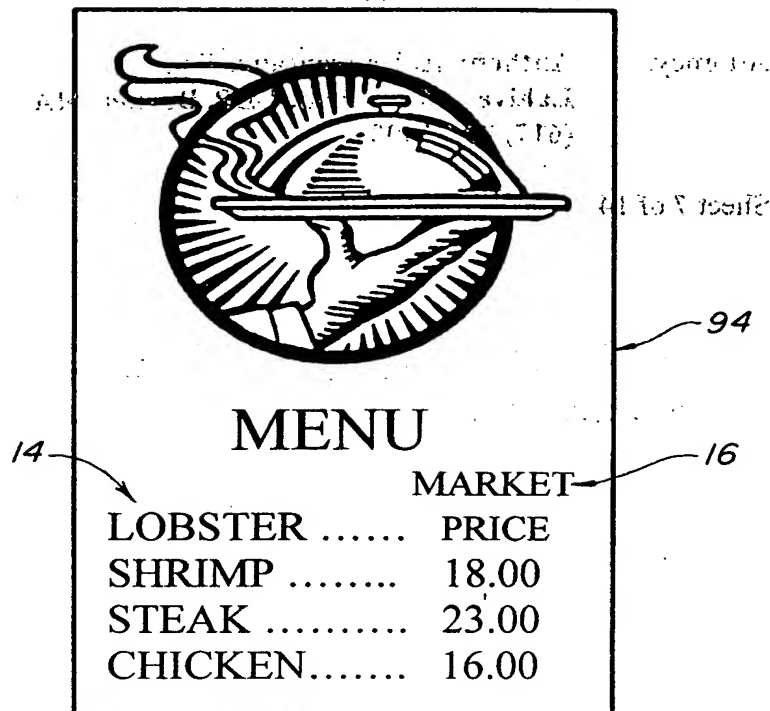 94
MENU
14
16
MARKET
LOBSTER ...... PRICE
SHRIMP ........ 18.00
STEAK .......... 23.00
CHICKEN....... 16.00